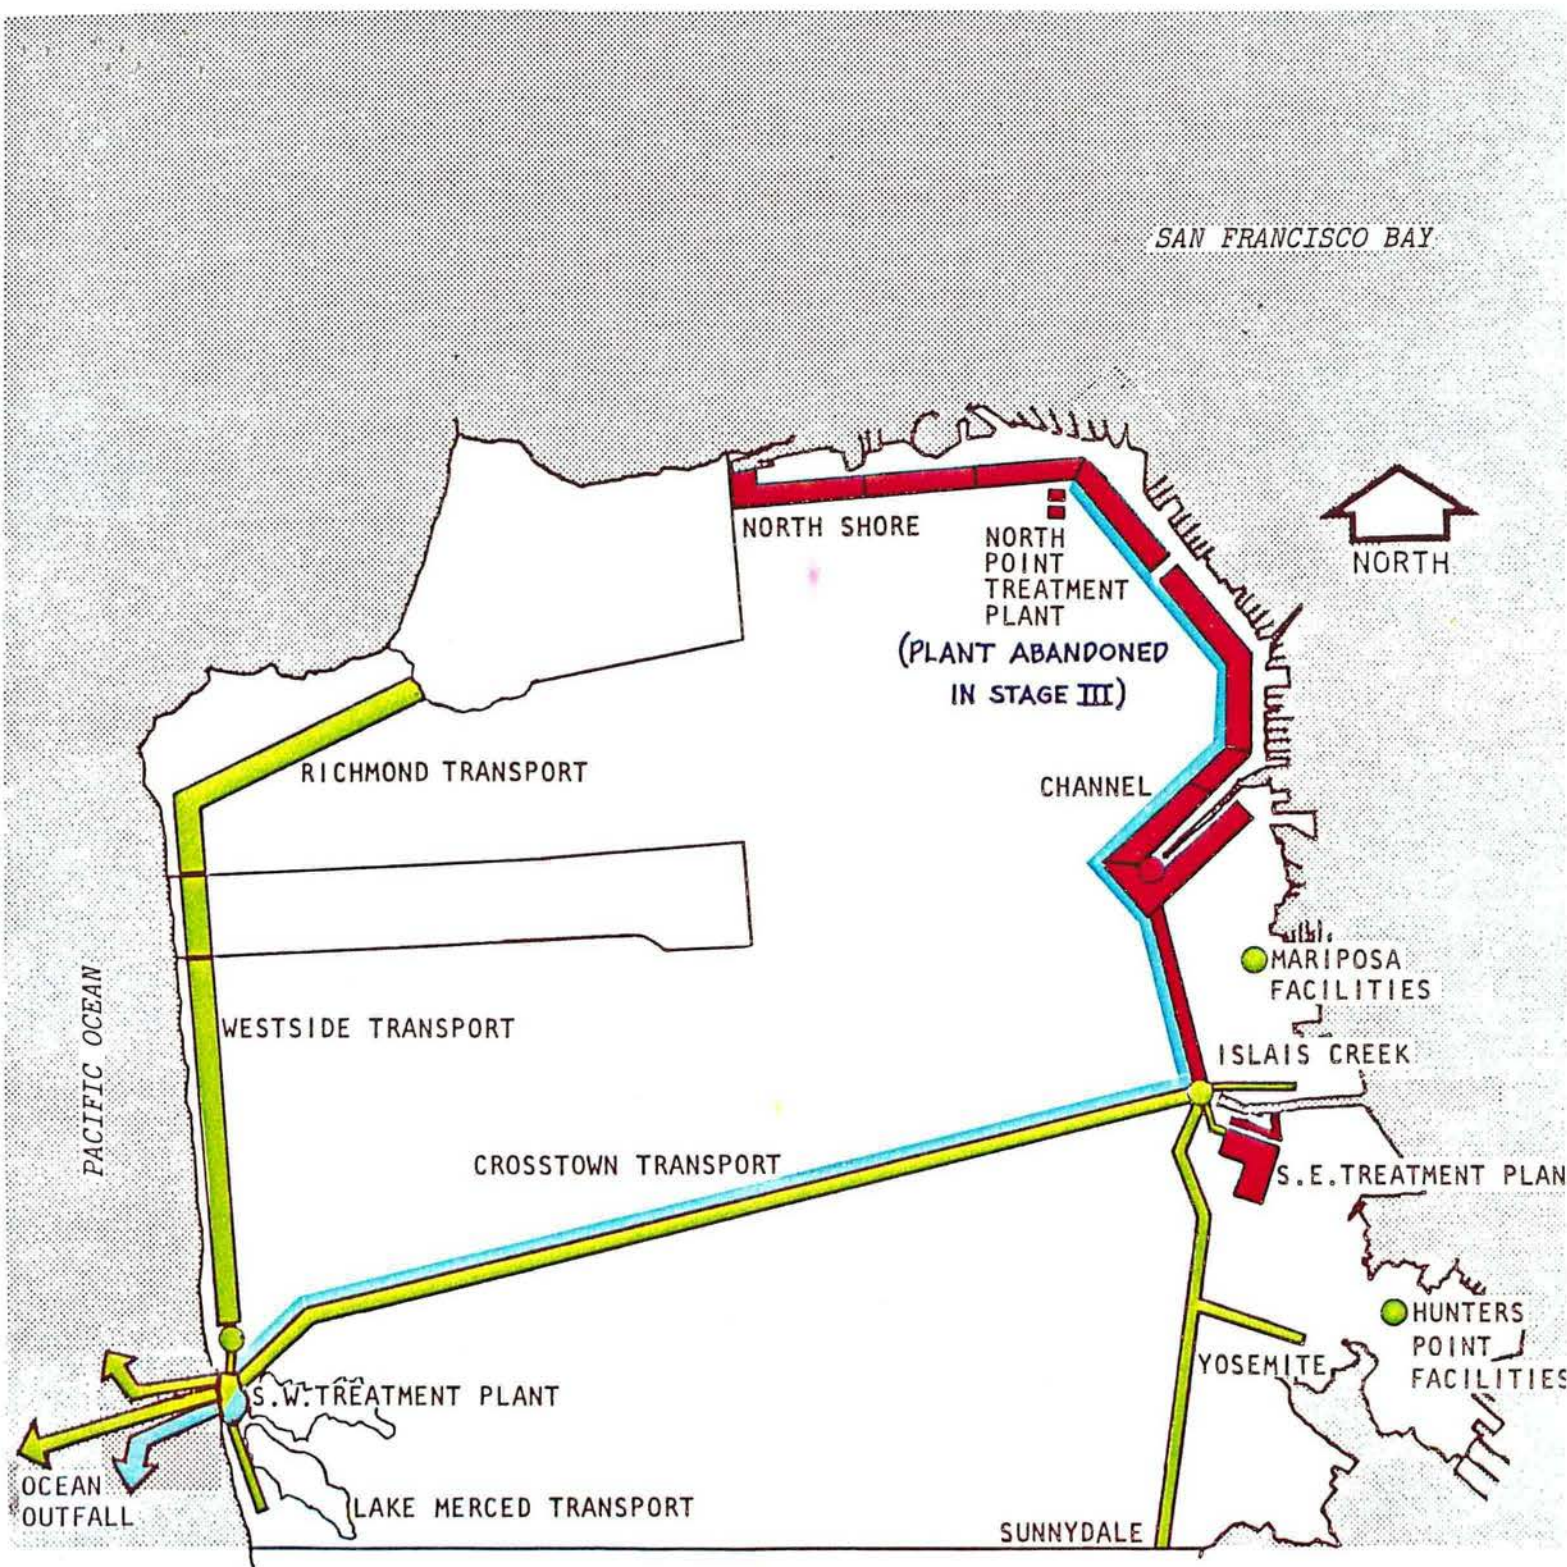 SAN FRANCISCO BAY
NORTH SHORE
NORTH
POINT
TREATMENT
PLANT
(PLANT ABANDONED
IN STAGE III)
NORTH
RICHMOND TRANSPORT
CHANNEL
MARIPOSA
FACILITIES
PACIFIC OCEAN
WESTSIDE TRANSPORT
ISLAIS CREEK
CROSSTOWN TRANSPORT
S.E.TREATMENT PLAN
HUNTERS
POINT
FACILITIES
YOSEMITE
S.W.TREATMENT PLANT
OCEAN
OUTFALL
LAKE MERCED TRANSPORT
SUNNYDALE